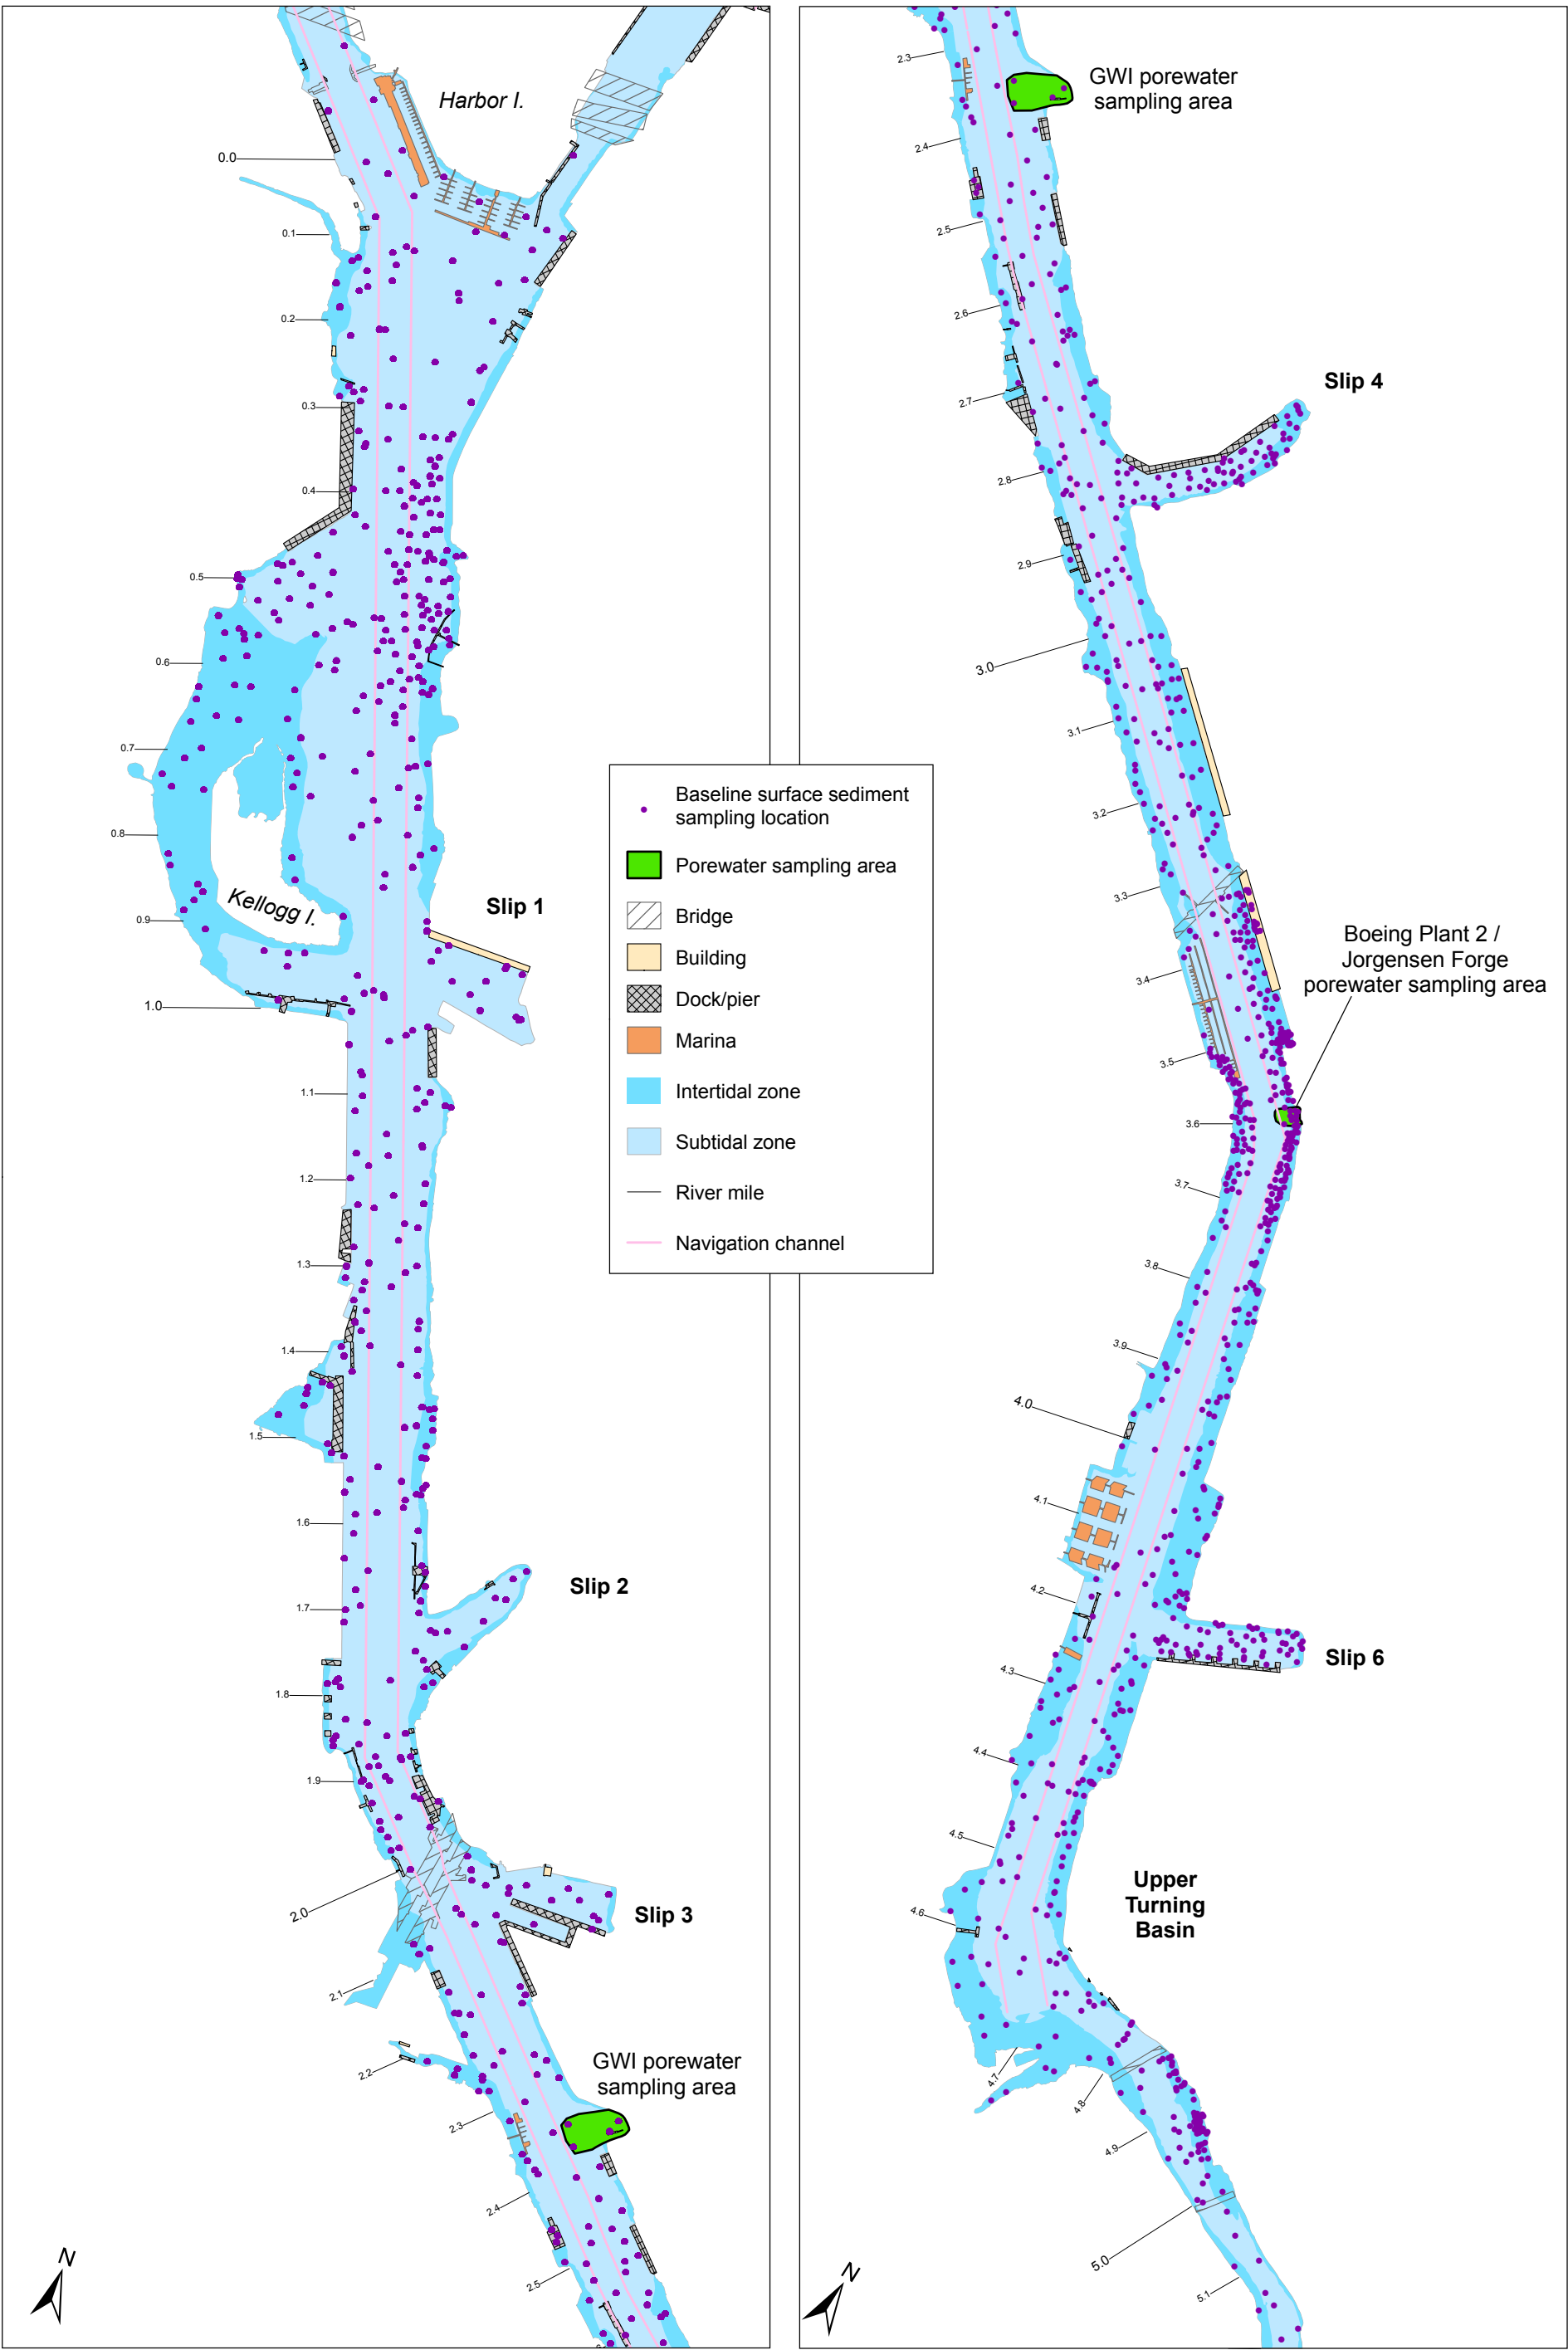 Harbor I.
0.0
0.1
0.2
0.3
0.4
0.5
0.6
0.7
0.8
Kellogg I.
Slip 1
0.9
1.0
1.1
1.2
1.3
1.4
1.5
1.6
Slip 2
1.7
1.8
1.9
2.0
Slip 3
2.1
2.2
GWI porewater
sampling area
2.3
2.4
2.5
N
Baseline surface sediment
sampling location
Porewater sampling area
Bridge
Building
Dock/pier
Marina
Intertidal zone
Subtidal zone
River mile
Navigation channel
2.3
GWI porewater
sampling area
2.4
2.5
2.6
Slip 4
2.7
2.8
2.9
3.0
3.1
3.2
3.3
Boeing Plant 2 /
Jorgensen Forge
porewater sampling area
3.4
3.5
3.6
3.7
3.8
3.9
4.0
4.1
4.2
Slip 6
4.3
4.4
4.5
Upper
Turning
Basin
4.6
4.7
4.8
4.9
5.0
5.1
N